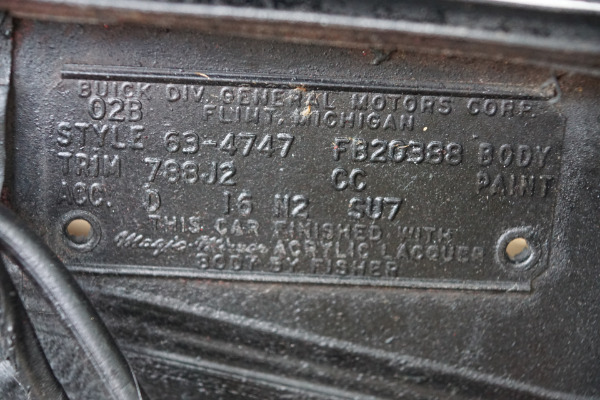 BUICK DIV. GENERAL MOTORS CORP.
02B FLINT, MICHIGAN
STYLE 63-4747 FB20388 BODY
TRIM 788J2 CC PAINT
ACC. D 16 N2 SU7
THIS CAR FINISHED WITH
Magic-Mirror ACRYLIC LACQUER
BODY BY FISHER